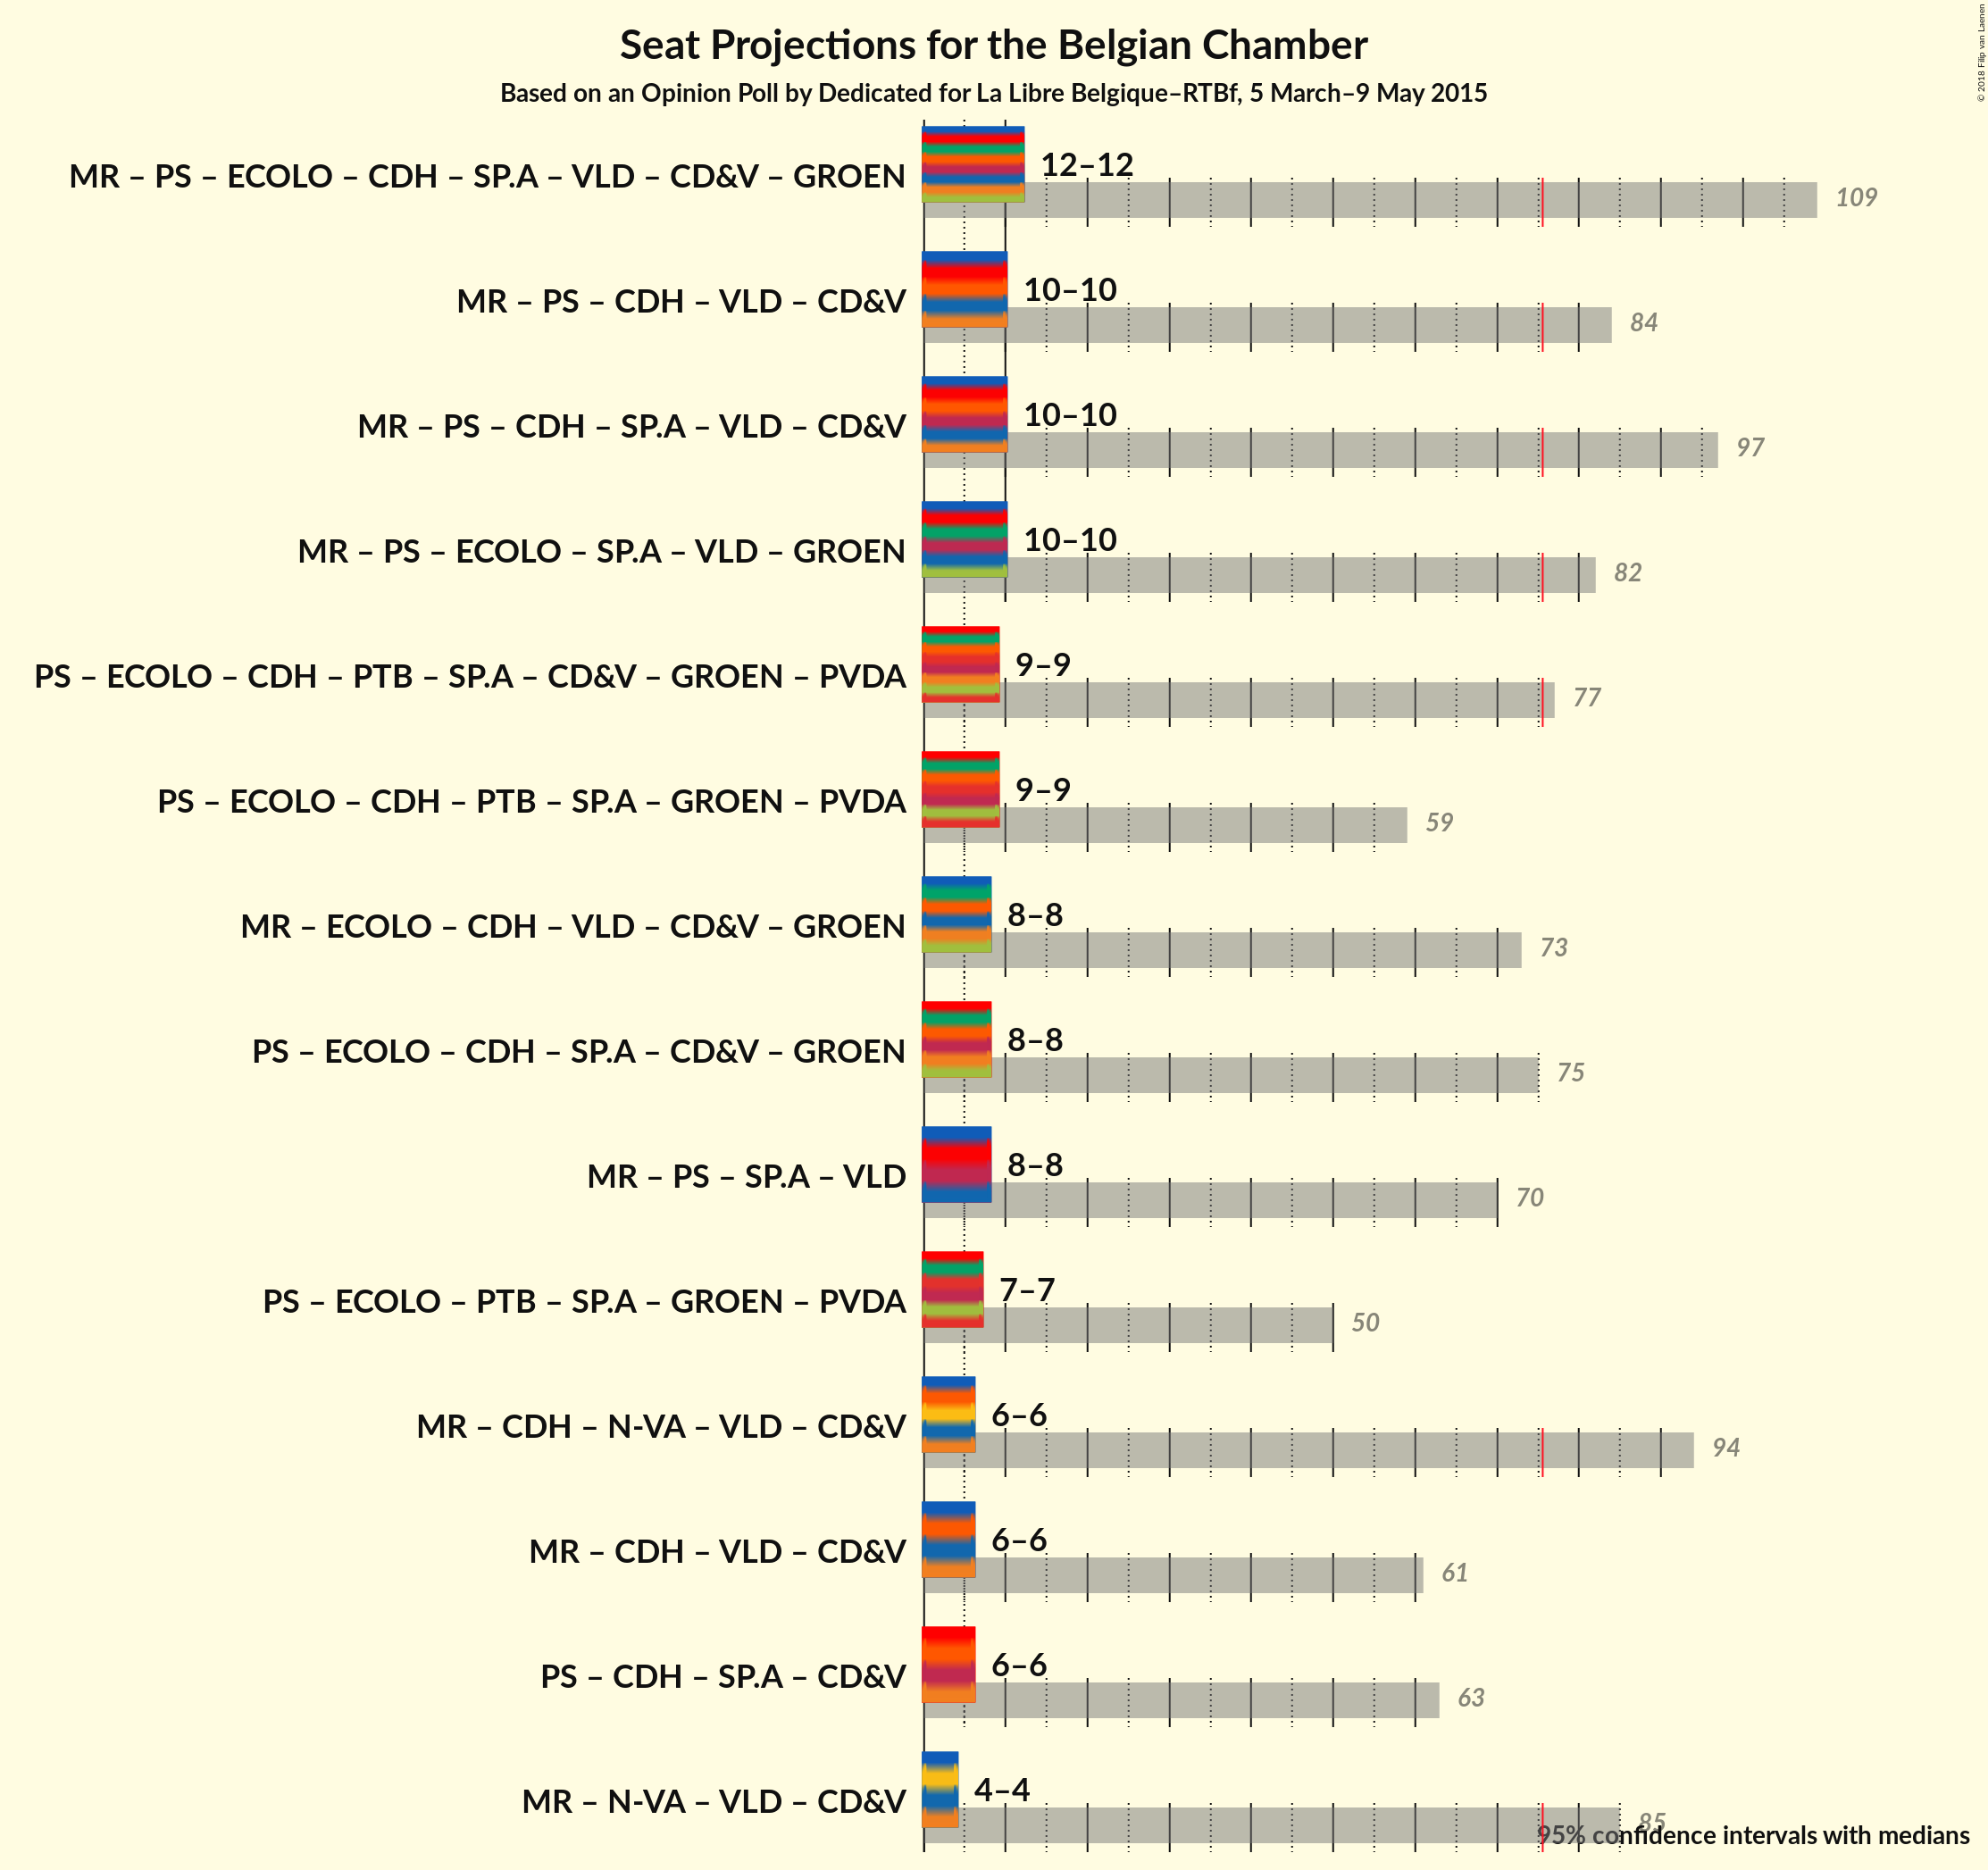 Seat Projections for the Belgian Chamber
Based on an Opinion Poll by Dedicated for La Libre Belgique–RTBf, 5 March–9 May 2015
© 2018 Filip van Laenen
MR – PS – ECOLO – CDH – SP.A – VLD – CD&V – GROEN 12–12 109
MR – PS – CDH – VLD – CD&V 10–10 84
MR – PS – CDH – SP.A – VLD – CD&V 10–10 97
MR – PS – ECOLO – SP.A – VLD – GROEN 10–10 82
PS – ECOLO – CDH – PTB – SP.A – CD&V – GROEN – PVDA 9–9 77
PS – ECOLO – CDH – PTB – SP.A – GROEN – PVDA 9–9 59
MR – ECOLO – CDH – VLD – CD&V – GROEN 8–8 73
PS – ECOLO – CDH – SP.A – CD&V – GROEN 8–8 75
MR – PS – SP.A – VLD 8–8 70
PS – ECOLO – PTB – SP.A – GROEN – PVDA 7–7 50
MR – CDH – N-VA – VLD – CD&V 6–6 94
MR – CDH – VLD – CD&V 6–6 61
PS – CDH – SP.A – CD&V 6–6 63
MR – N-VA – VLD – CD&V 4–4 85
95% confidence intervals with medians